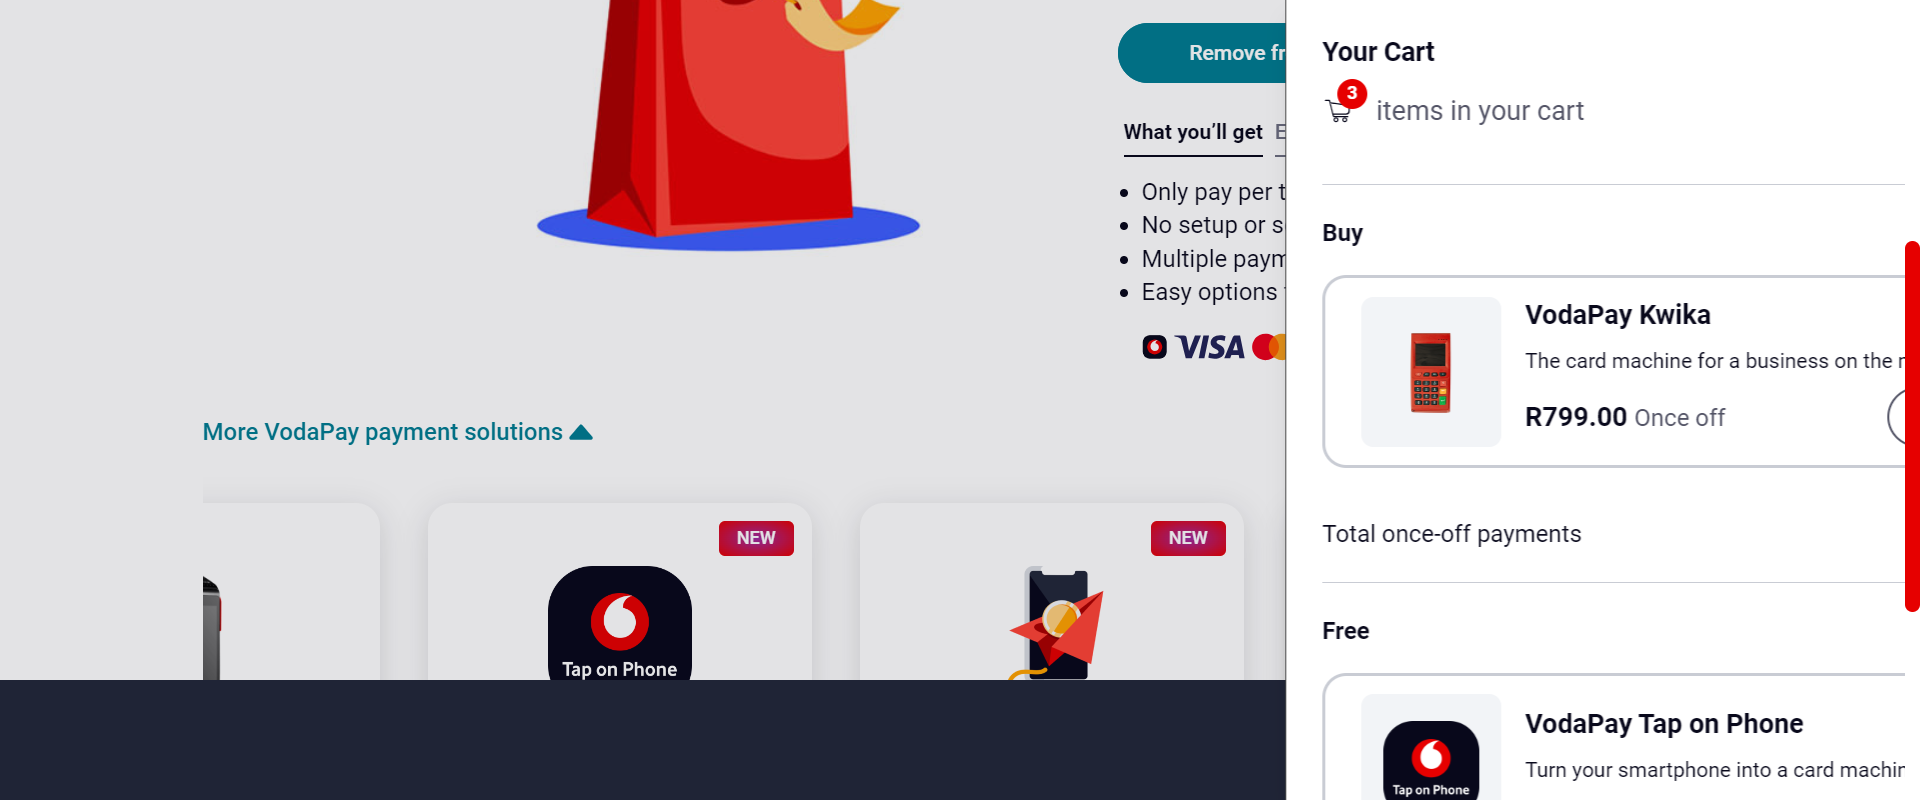 Remove fr
What you'll get E
Only pay per t
No setup or s
Multiple paym
Easy options
VISA
More VodaPay payment solutions
NEW
Tap on Phone
NEW
Your Cart
3 items in your cart
Buy
VodaPay Kwika
The card machine for a business on the
R799.00 Once off
Total once-off payments
Free
VodaPay Tap on Phone
Turn your smartphone into a card machin
Tap on Phone